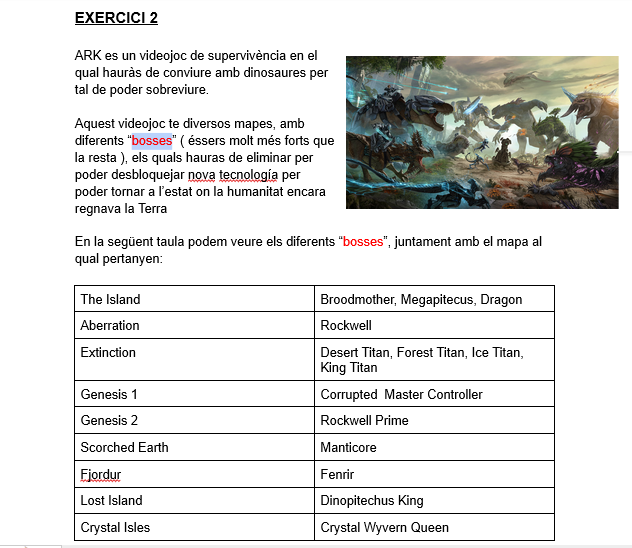 EXERCICI 2
ARK es un videojoc de supervivència en el
qual hauràs de conviure amb dinosaures per
tal de poder sobreviure.
Aquest videojoc te diversos mapes, amb
diferents “bosses” ( éssers molt més forts que
la resta ), els quals hauras de eliminar per
poder desbloquejar nova tecnología per
poder tornar a l’estat on la humanitat encara
regnava la Terra
En la següent taula podem veure els diferents “bosses”, juntament amb el mapa al
qual pertanyen:
The Island Broodmother, Megapitecus, Dragon
Aberration Rockwell
Extinction Desert Titan, Forest Titan, Ice Titan,
King Titan
Genesis 1 Corrupted Master Controller
Genesis 2 Rockwell Prime
Scorched Earth Manticore
Fjordur Fenrir
Lost Island Dinopitechus King
Crystal Isles Crystal Wyvern Queen